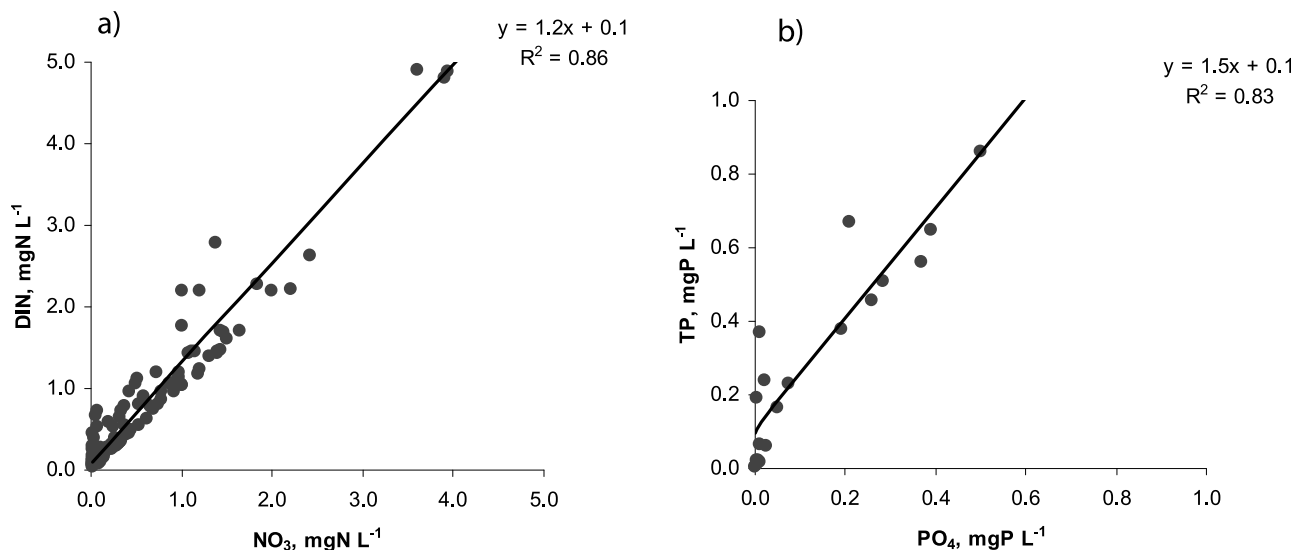 a)
y = 1.2x + 0.1
R² = 0.86
5.0
4.0
3.0
2.0
1.0
0.0
DIN, mgN L⁻¹
0.0 1.0 2.0 3.0 4.0 5.0
NO₃, mgN L⁻¹
b)
y = 1.5x + 0.1
R² = 0.83
1.0
0.8
0.6
0.4
0.2
0.0
TP, mgP L⁻¹
0.0 0.2 0.4 0.6 0.8 1.0
PO₄, mgP L⁻¹